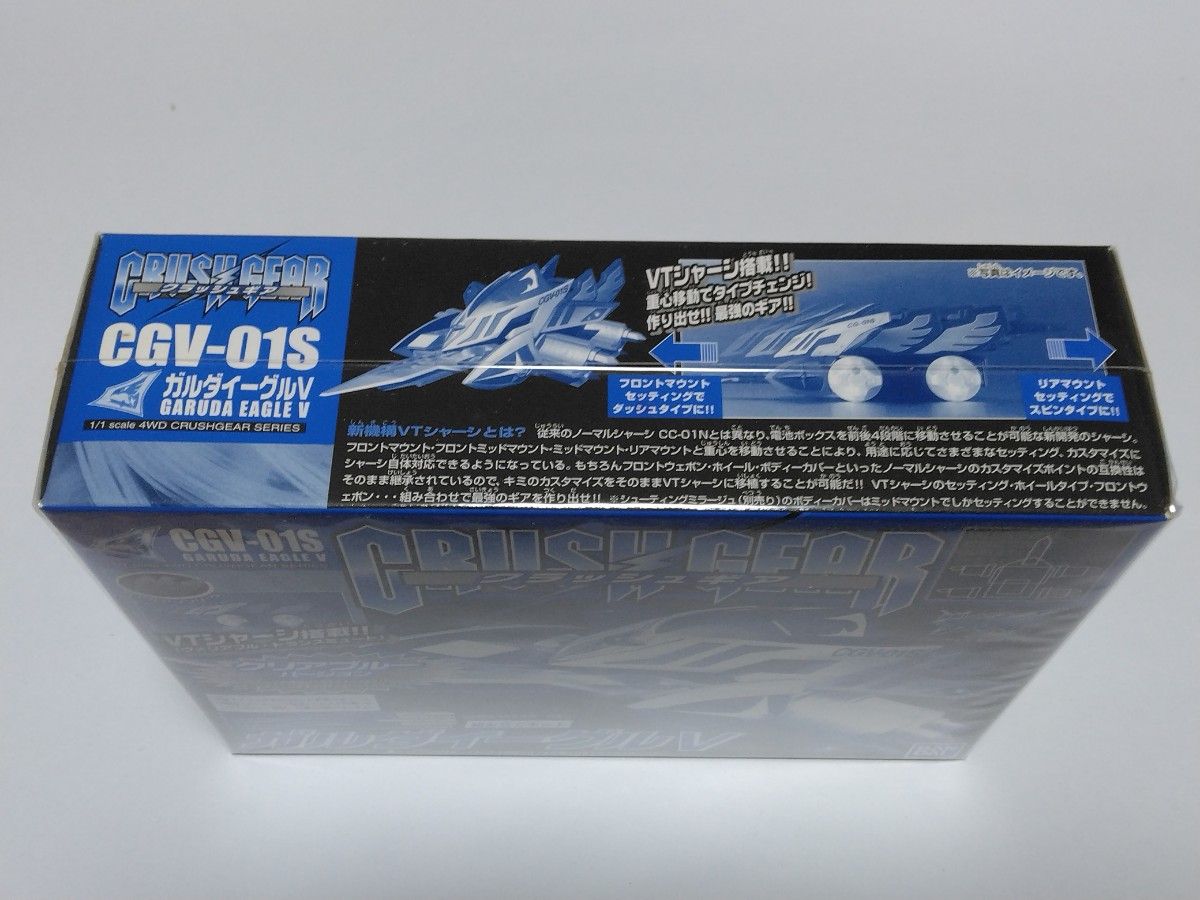 CRUSH GEAR
クラッシュギア
CGV-01S
ガルダイーグルV
GARUDA EAGLE V
1/1 scale 4WD CRUSHGEAR SERIES
CGV-01S
VTシャーシ搭載!!
重心移動でタイプチェンジ!
作り出せ!! 最強のギア!!
※写真はイメージです。
フロントマウント
セッティングで
ダッシュタイプに!!
リアマウント
セッティングで
スピンタイプに!!
新機構VTシャーシとは? 従来のノーマルシャーシ CC-01Nとは異なり、電池ボックスを前後4段階に移動させることが可能な新開発のシャーシ。
フロントマウント・フロントミッドマウント・ミッドマウント・リアマウントと重心を移動させることにより、用途に応じてさまざまなセッティング、カスタマイズに
シャーシ自体対応できるようになっている。もちろんフロントウェポン・ホイール・ボディーカバーといったノーマルシャーシのカスタマイズポイントの互換性は
そのまま継承されているので、キミのカスタマイズをそのままVTシャーシに移植することが可能だ!! VTシャーシのセッティング・ホイールタイプ・フロントウ
ェポン・・・組み合わせで最強のギアを作り出せ!! ※シューティングミラージュ(別売り)のボディーカバーはミッドマウントでしかセッティングすることができません。
CGV-01S
GARUDA EAGLE V
CRUSH GEAR
クラッシュギア
VTシャーシ搭載!!
クリアブルー
バージョン
ガルダイーグルV